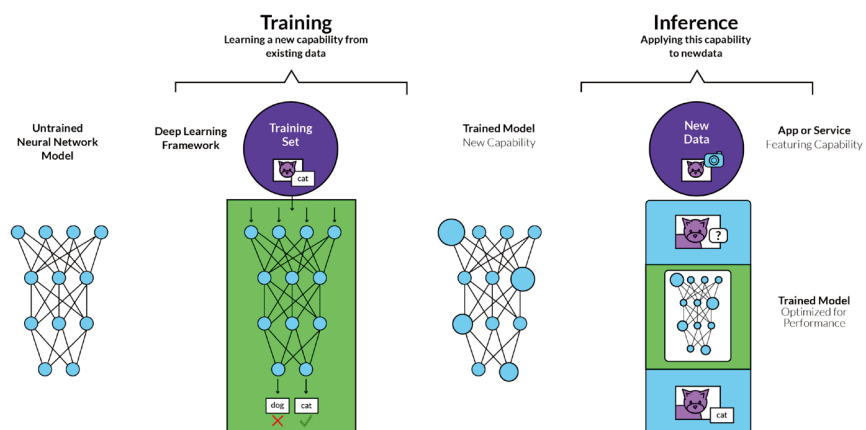 Training
Learning a new capability from
existing data
Inference
Applying this capability
to newdata
Untrained
Neural Network
Model
Deep Learning
Framework
Training
Set
cat
Trained Model
New Capability
New
Data
App or Service
Featuring Capability
?
Trained Model
Optimized for
Performance
dog
cat
cat